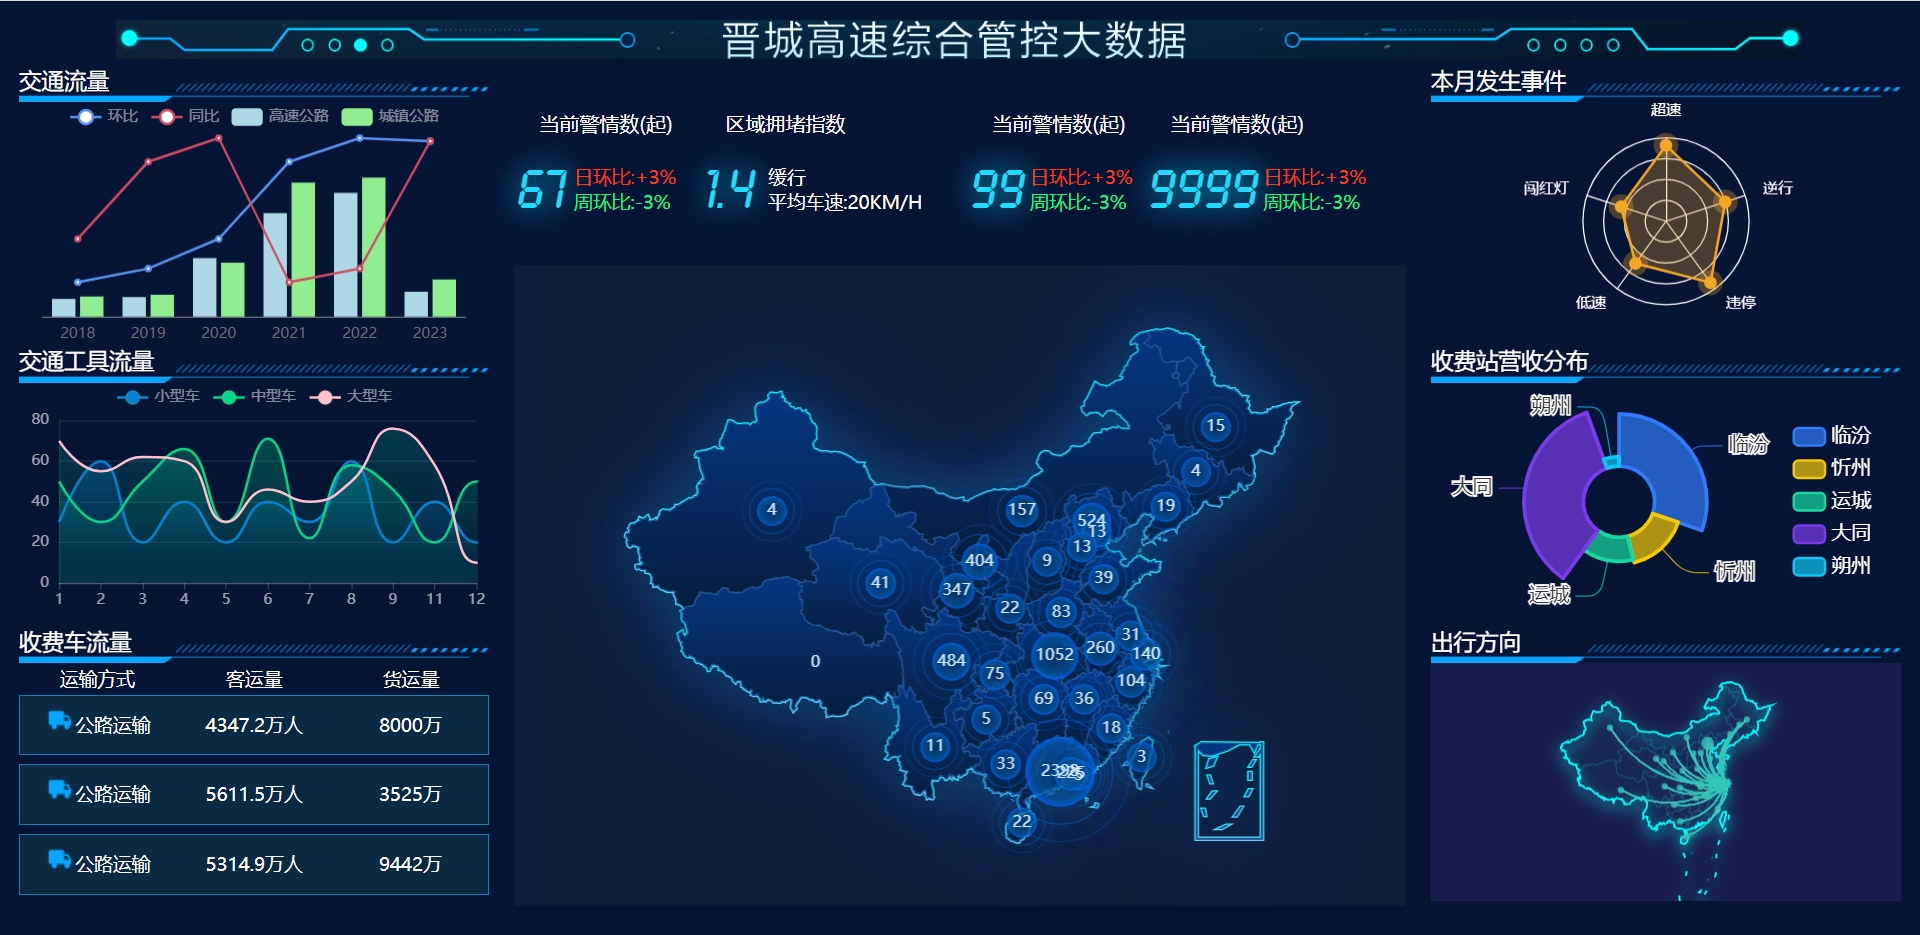 晋城高速综合管控大数据
交通流量
环比 同比 高速公路 城镇公路
2018 2019 2020 2021 2022 2023
交通工具流量
小型车 中型车 大型车
80
60
40
20
0
1 2 3 4 5 6 7 8 9 11 12
收费车流量
运输方式 客运量 货运量
公路运输 4347.2万人 8000万
公路运输 5611.5万人 3525万
公路运输 5314.9万人 9442万
当前警情数(起) 区域拥堵指数 当前警情数(起) 当前警情数(起)
67 日环比:+3%
周环比:-3%
1.4 缓行
平均车速:20KM/H
99 日环比:+3%
周环比:-3%
9999 日环比:+3%
周环比:-3%
15
4
4
157
19
524
13
13
404
9
41
347
39
22
83
31
0
484
1052
260
140
75
104
69
36
5
18
11
33
3
22
本月发生事件
超速
闯红灯
逆行
低速
违停
收费站营收分布
朔州
临汾
大同
忻州
运城
临汾
忻州
运城
大同
朔州
出行方向